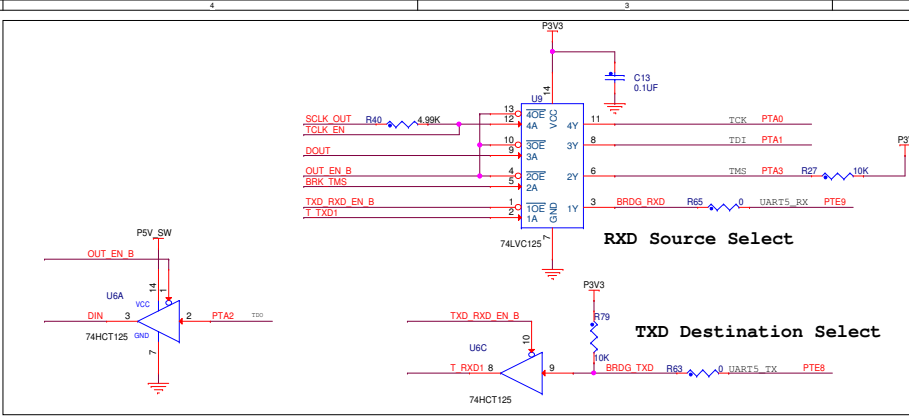 4 3
P3V3
C13
0.1UF
14
U9
VCC
SCLK_OUT R40 4.99K
TCLK_EN
13 4OE
12 4A 4Y 11 TCK PTA0
10 3OE 3Y 8 TDI PTA1
DOUT 9 3A
OUT_EN_B 4 2OE 2Y 6 TMS PTA3 R27 10K
BRK_TMS 5 2A
TXD_RXD_EN_B 1 1OE 1Y 3 BRDG_RXD R65 0 UART5_RX PTE9
T_TXD1 2 1A
GND
7
74LVC125
RXD Source Select
P5V_SW
OUT_EN_B
14 1
U6A
VCC
DIN 3 2 PTA2 TDO
GND
74HCT125
7
P3V3
R79
10K
TXD Destination Select
TXD_RXD_EN_B
10
U6C
T_RXD1 8 9 BRDG_TXD R63 0 UART5_TX PTE8
74HCT125